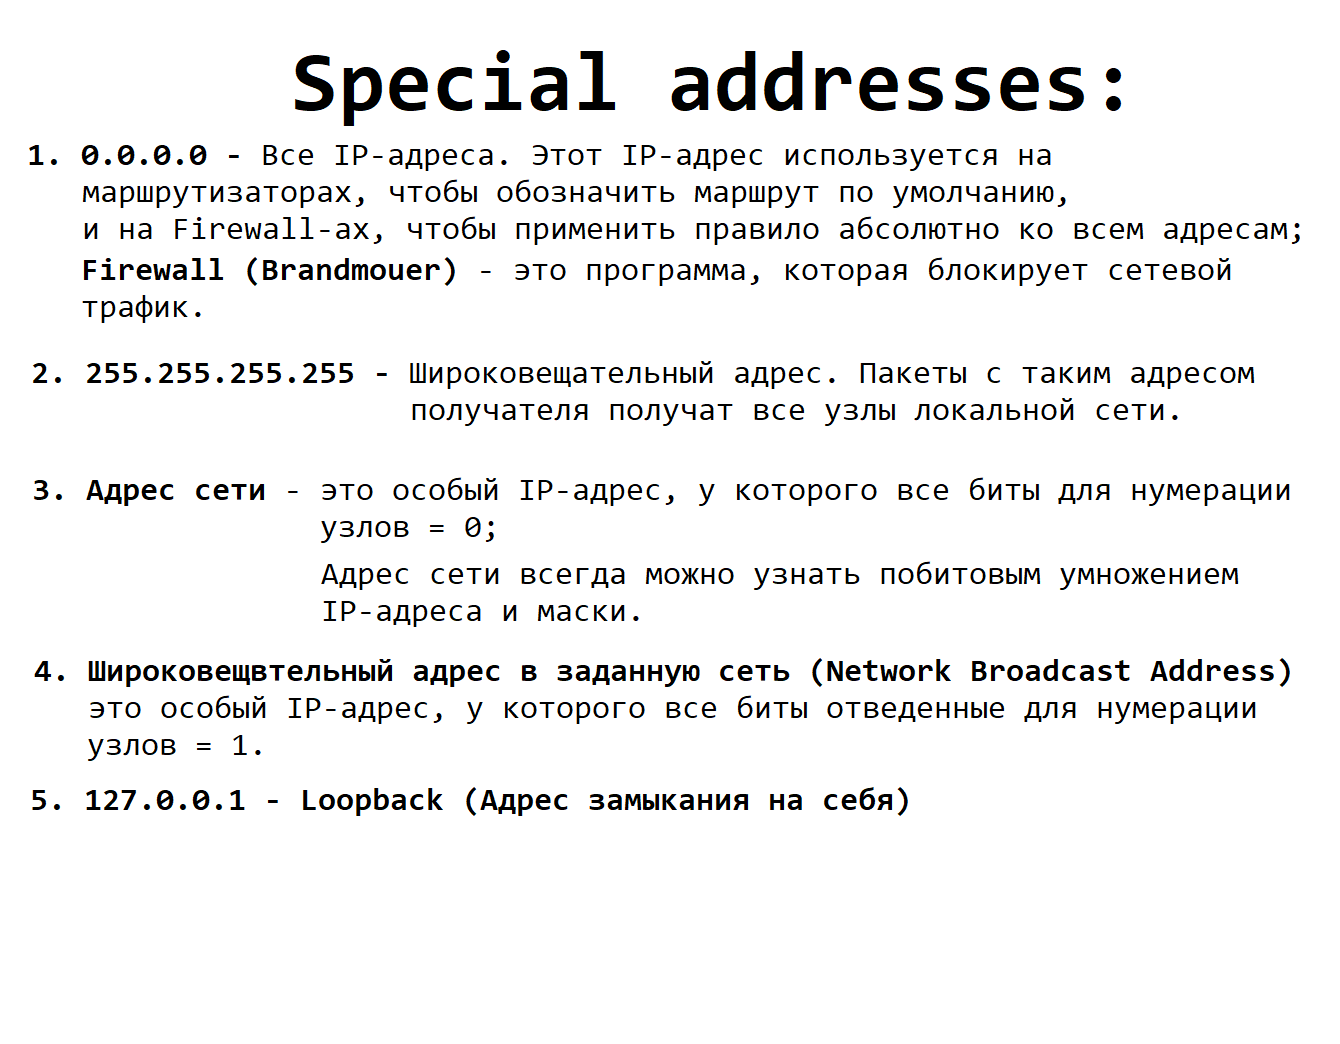 Special addresses:
1. 0.0.0.0 - Все IP-адреса. Этот IP-адрес используется на
маршрутизаторах, чтобы обозначить маршрут по умолчанию,
и на Firewall-ах, чтобы применить правило абсолютно ко всем адресам;
Firewall (Brandmouer) - это программа, которая блокирует сетевой
трафик.
2. 255.255.255.255 - Широковещательный адрес. Пакеты с таким адресом
получателя получат все узлы локальной сети.
3. Адрес сети - это особый IP-адрес, у которого все биты для нумерации
узлов = 0;
Адрес сети всегда можно узнать побитовым умножением
IP-адреса и маски.
4. Широковещвтельный адрес в заданную сеть (Network Broadcast Address)
это особый IP-адрес, у которого все биты отведенные для нумерации
узлов = 1.
5. 127.0.0.1 - Loopback (Адрес замыкания на себя)